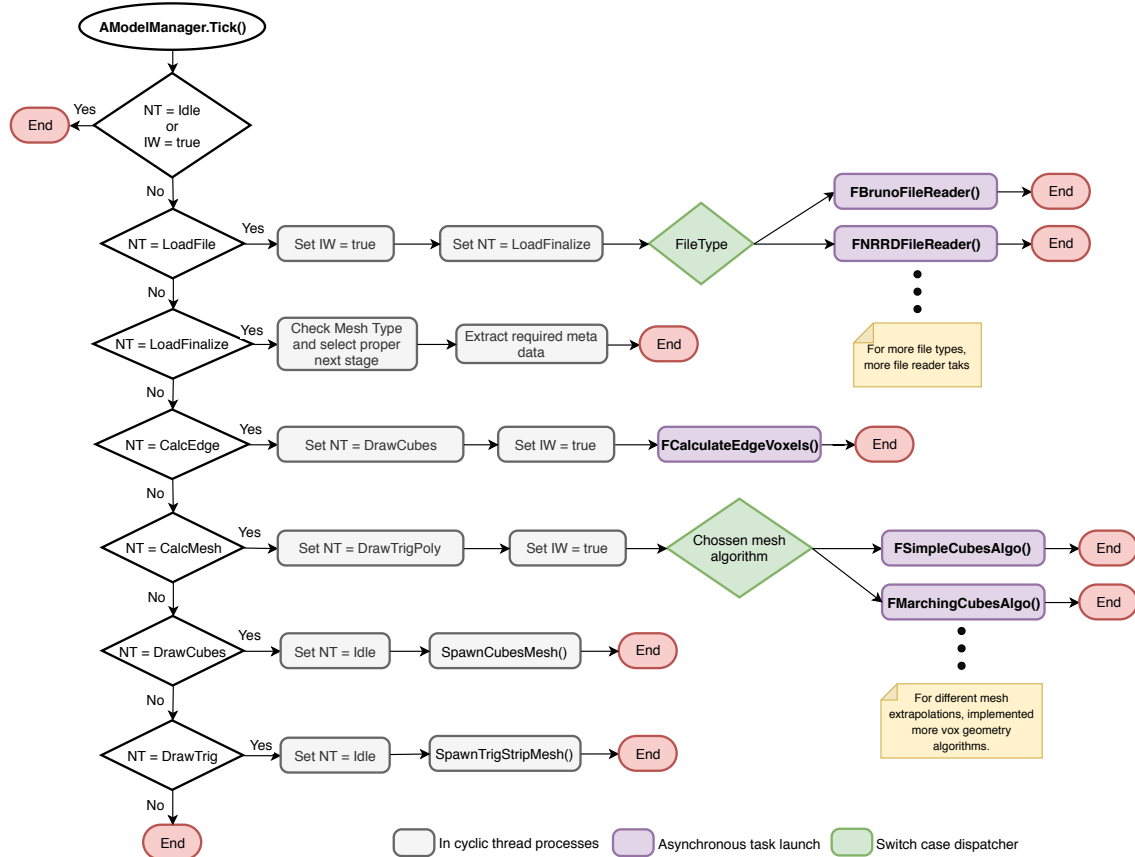 AModelManager.Tick()
NT = Idle
or
IW = true
Yes
End
No
NT = LoadFile
Yes
Set IW = true
Set NT = LoadFinalize
FileType
FBrunoFileReader()
End
FNRRDFileReader()
End
For more file types,
more file reader taks
No
NT = LoadFinalize
Yes
Check Mesh Type
and select proper
next stage
Extract required meta
data
End
No
NT = CalcEdge
Yes
Set NT = DrawCubes
Set IW = true
FCalculateEdgeVoxels()
End
No
NT = CalcMesh
Yes
Set NT = DrawTrigPoly
Set IW = true
Chossen mesh
algorithm
FSimpleCubesAlgo()
End
FMarchingCubesAlgo()
End
For different mesh
extrapolations, implemented
more vox geometry
algorithms.
No
NT = DrawCubes
Yes
Set NT = Idle
SpawnCubesMesh()
End
No
NT = DrawTrig
Yes
Set NT = Idle
SpawnTrigStripMesh()
End
No
End
In cyclic thread processes
Asynchronous task launch
Switch case dispatcher